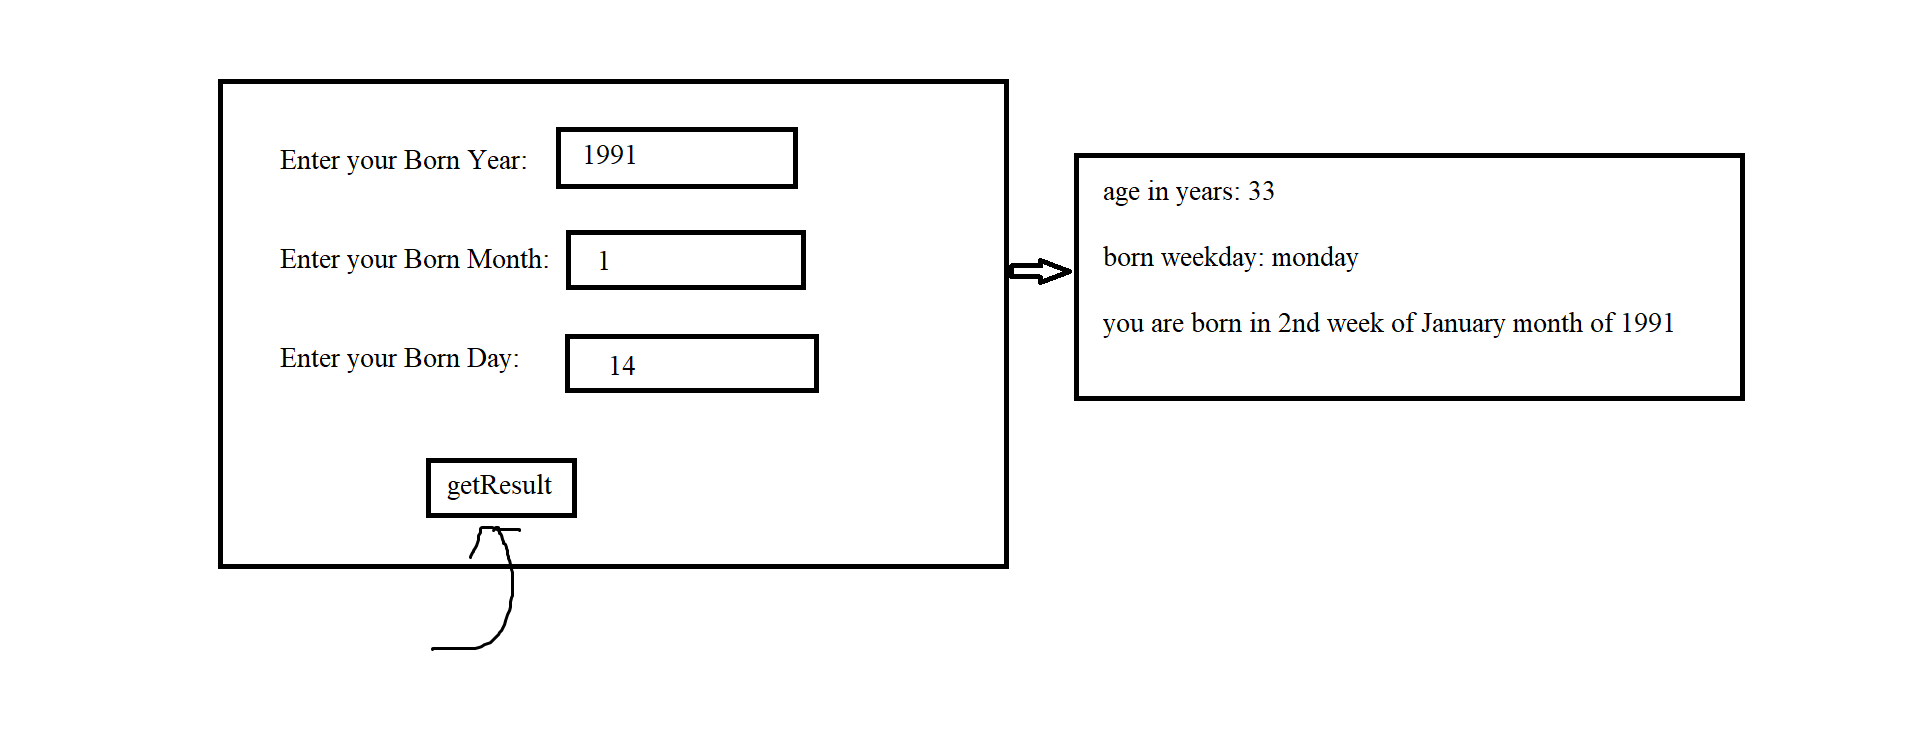 Enter your Born Year: 1991
Enter your Born Month: 1
Enter your Born Day: 14
getResult
age in years: 33
born weekday: monday
you are born in 2nd week of January month of 1991